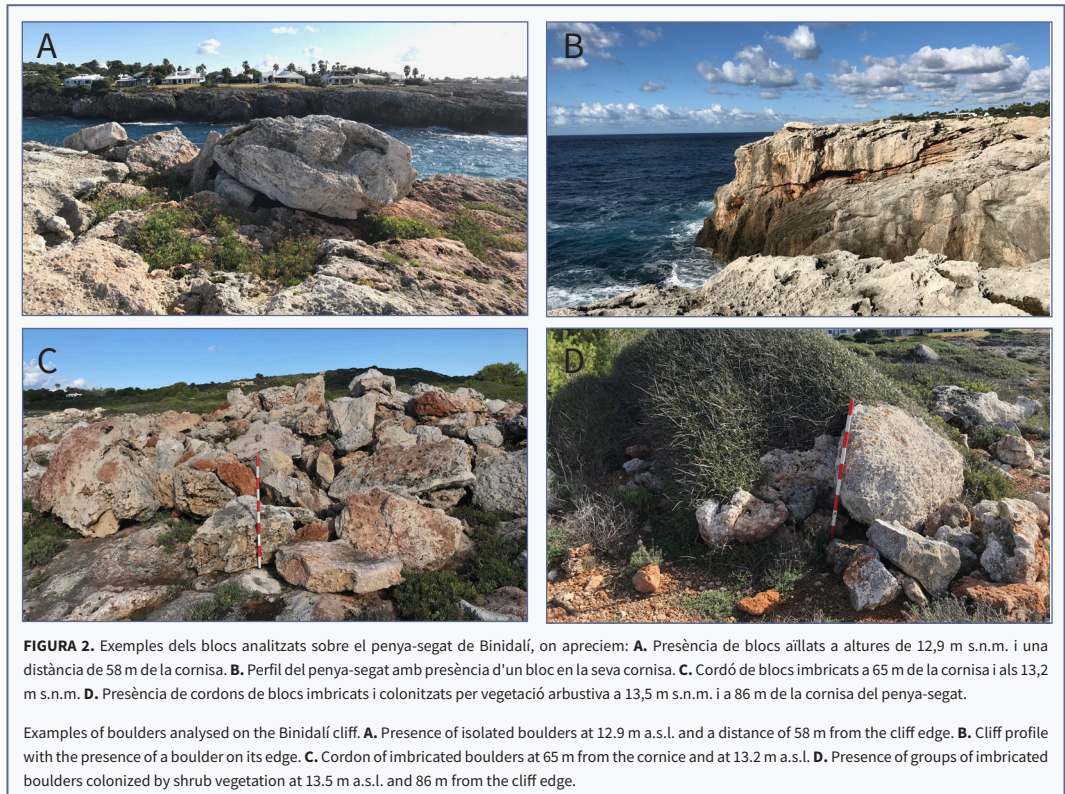 A
B
C
D
FIGURA 2. Exemples dels blocs analitzats sobre el penya-segat de Binidalí, on apreciem: A. Presència de blocs aïllats a altures de 12,9 m s.n.m. i una
distància de 58 m de la cornisa. B. Perfil del penya-segat amb presència d'un bloc en la seva cornisa. C. Cordó de blocs imbricats a 65 m de la cornisa i als 13,2
m s.n.m. D. Presència de cordons de blocs imbricats i colonitzats per vegetació arbustiva a 13,5 m s.n.m. i a 86 m de la cornisa del penya-segat.
Examples of boulders analysed on the Binidalí cliff. A. Presence of isolated boulders at 12.9 m a.s.l. and a distance of 58 m from the cliff edge. B. Cliff profile
with the presence of a boulder on its edge. C. Cordon of imbricated boulders at 65 m from the cornice and at 13.2 m a.s.l. D. Presence of groups of imbricated
boulders colonized by shrub vegetation at 13.5 m a.s.l. and 86 m from the cliff edge.